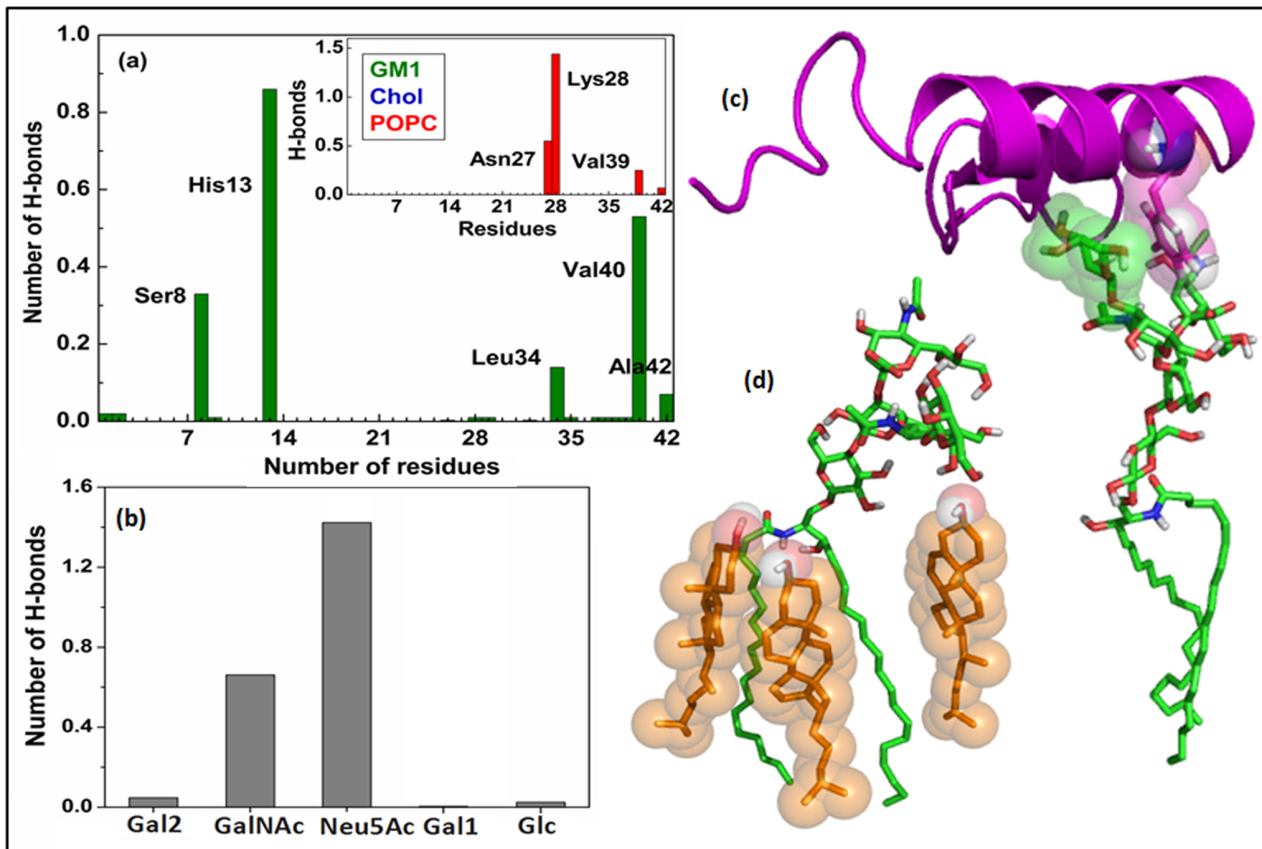 (a)
Number of H-bonds
1.0
0.8
0.6
0.4
0.2
0.0
7 14 21 28 35 42
Number of residues
Ser8
His13
Leu34
Val40
Ala42
GM1
Chol
POPC
H-bonds
1.5
1.0
0.5
0.0
Asn27
Lys28
Val39
7 14 21 28 35 42
Residues
(b)
Number of H-bonds
1.6
1.2
0.8
0.4
0.0
Gal2 GalNAc Neu5Ac Gal1 Glc
(c)
(d)